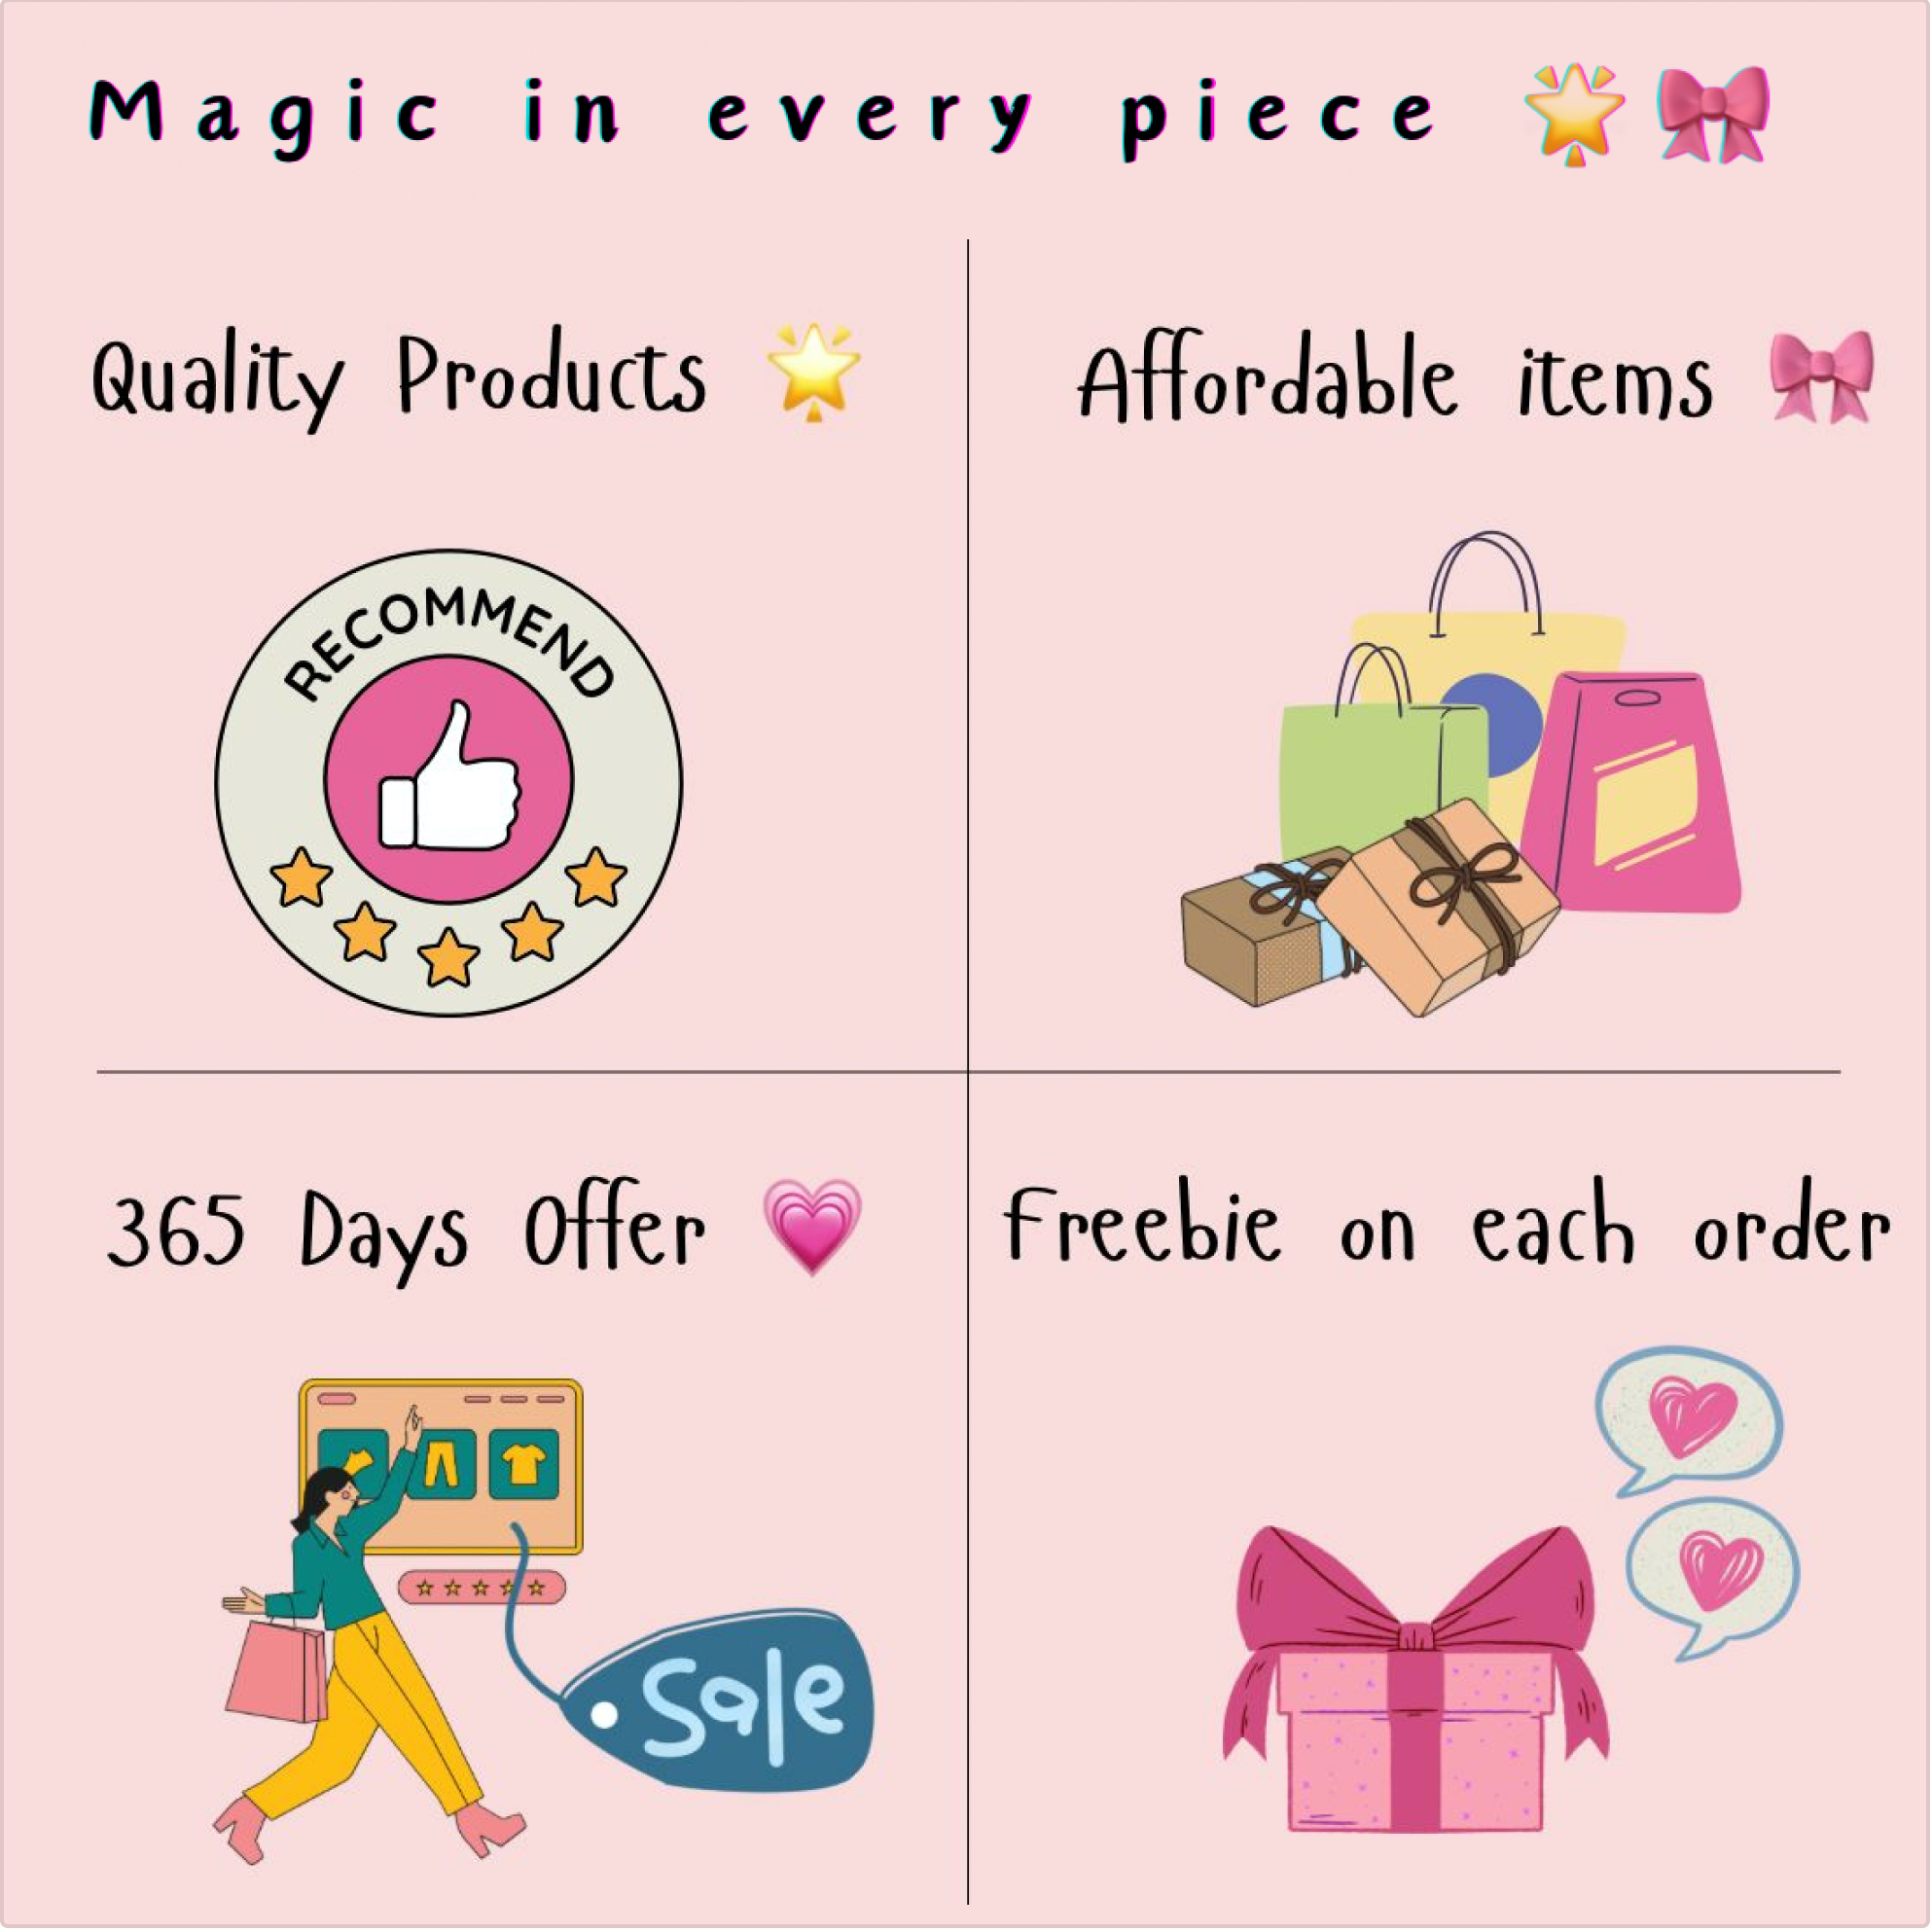 Magic in every piece 🌟🎀
Quality Products 🌟
RECOMMEND
Affordable items 🎀
365 Days Offer 💗
Sale
Freebie on each order